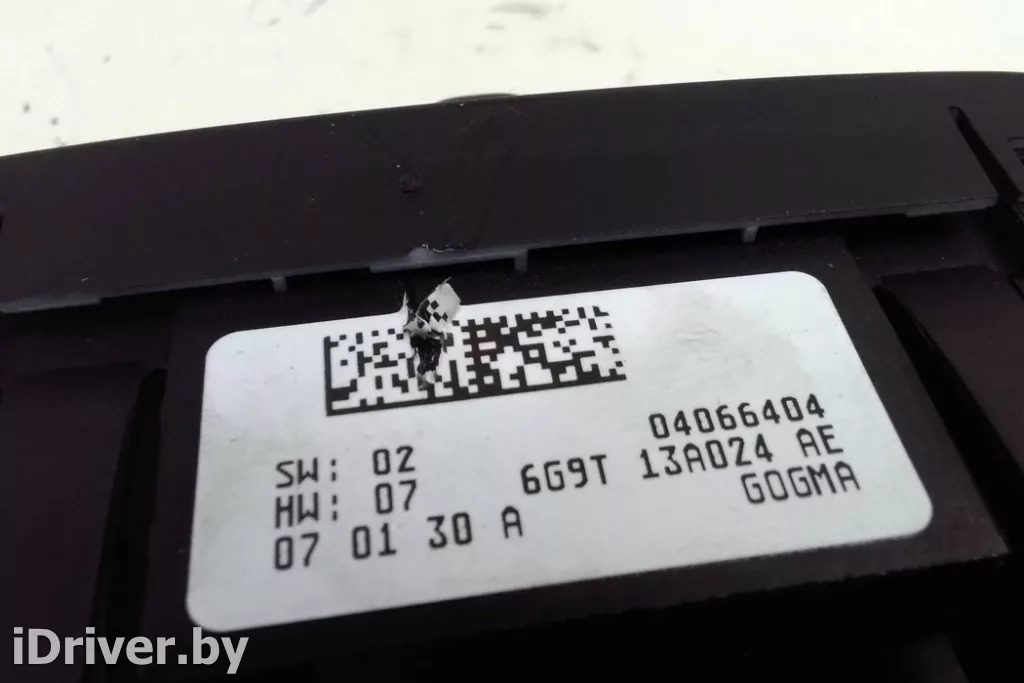 04066404
SW: 02 6G9T 13A024 AE
HW: 07 GOGMA
07 01 30 A
iDriver.by